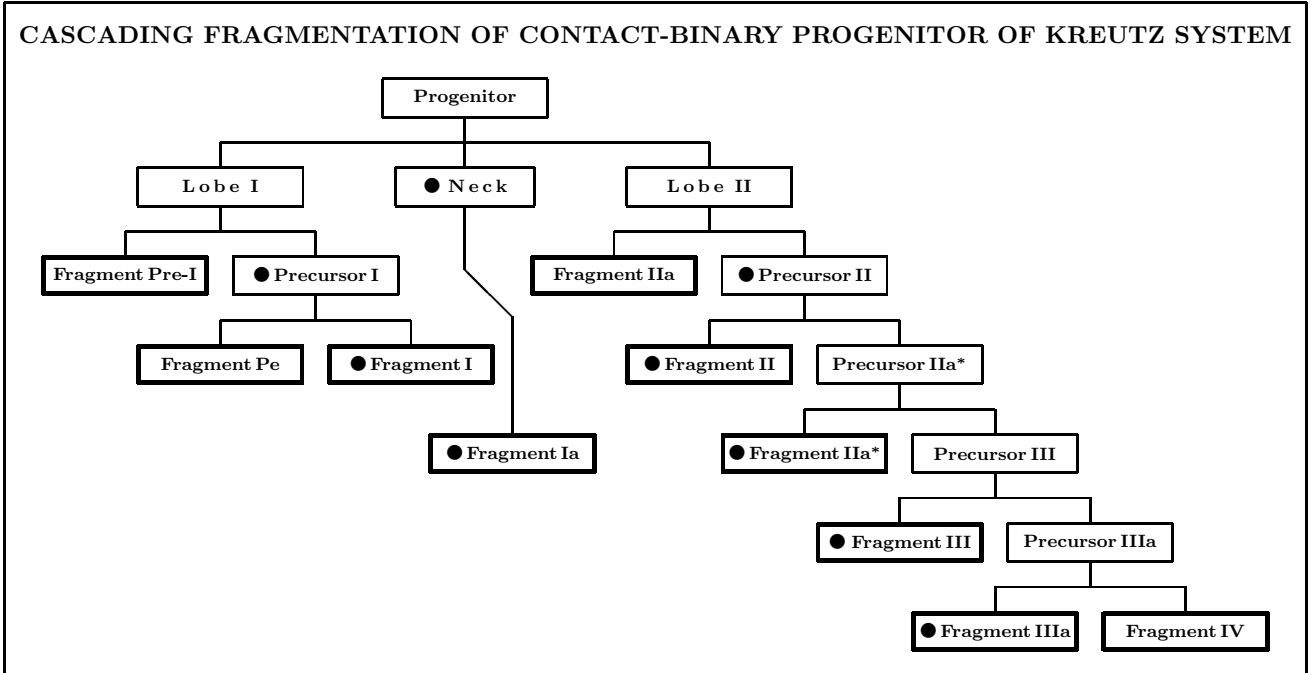 CASCADING FRAGMENTATION OF CONTACT-BINARY PROGENITOR OF KREUTZ SYSTEM
Progenitor
Lobe I
● Neck
Lobe II
Fragment Pre-I
● Precursor I
Fragment IIa
● Precursor II
Fragment Pe
● Fragment I
● Fragment II
Precursor IIa*
● Fragment Ia
● Fragment IIa*
Precursor III
● Fragment III
Precursor IIIa
● Fragment IIIa
Fragment IV